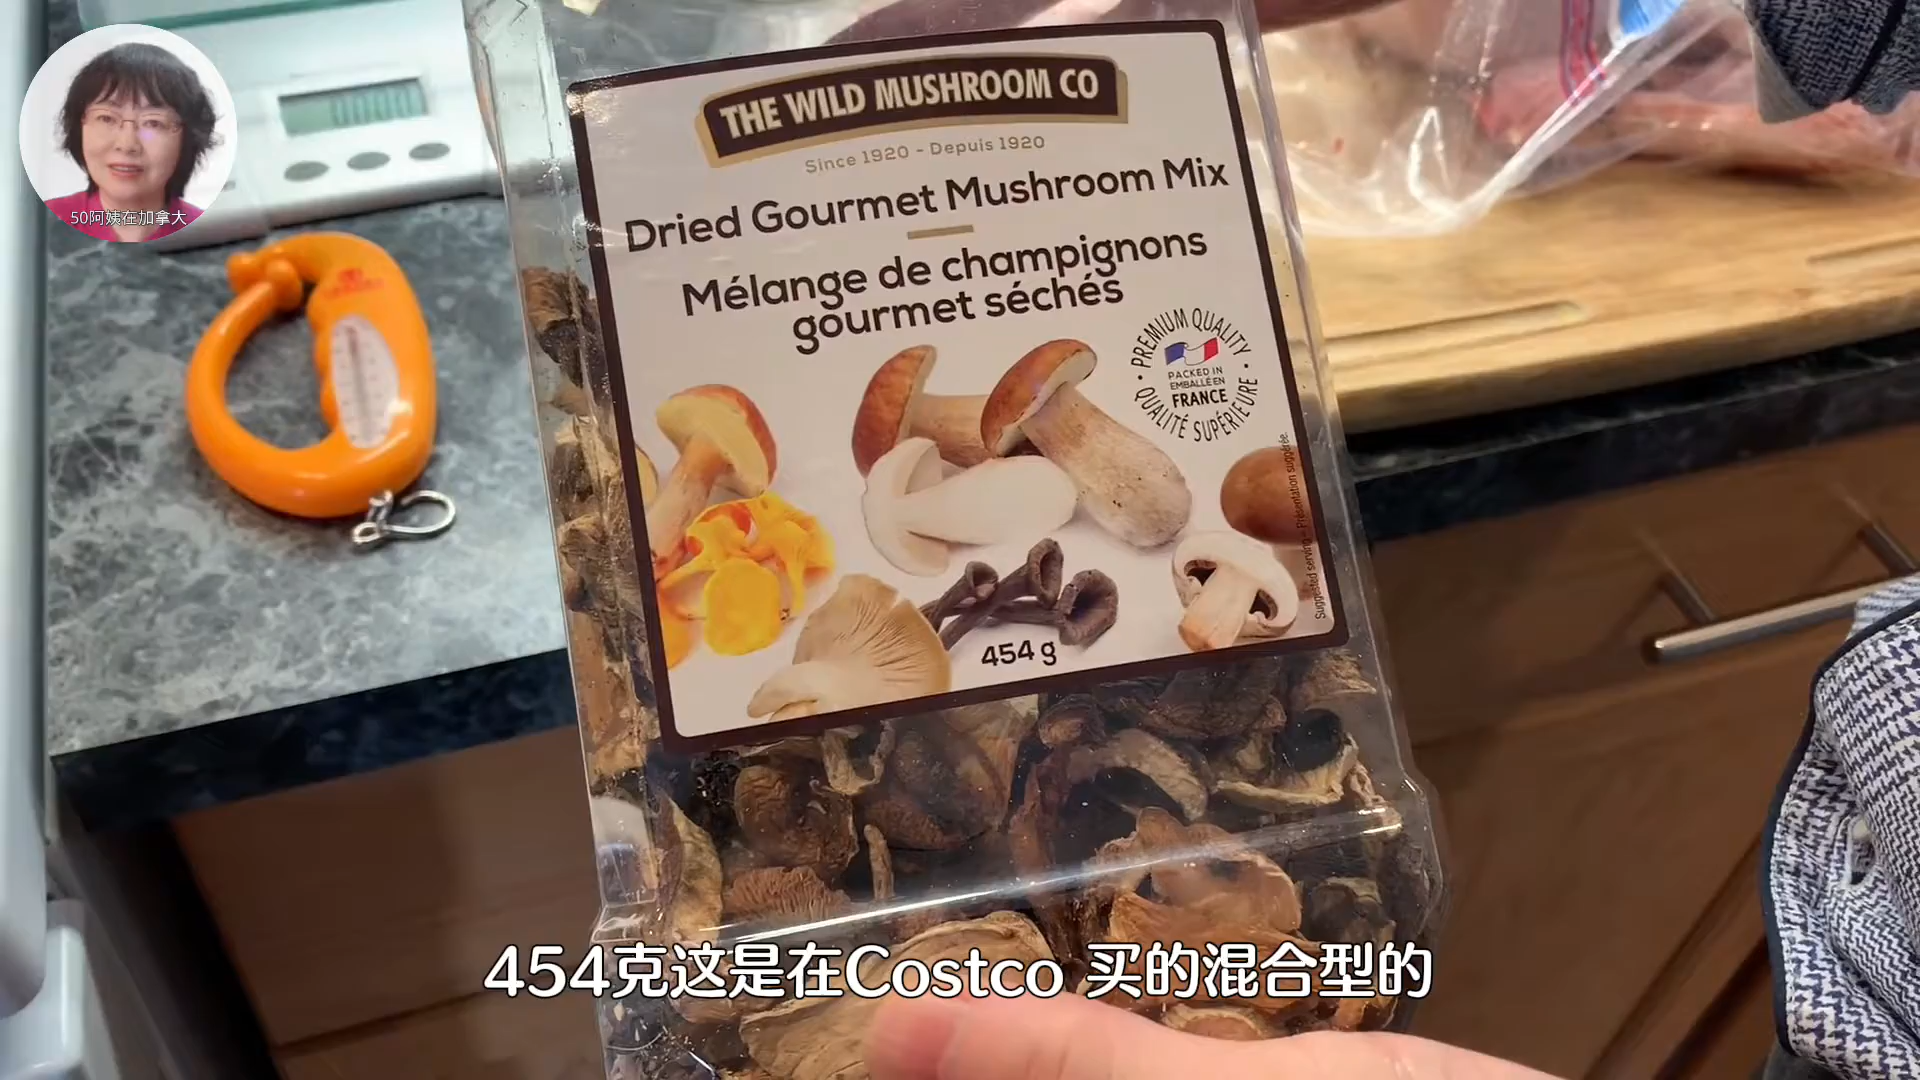 50阿姨在加拿大
THE WILD MUSHROOM CO
Since 1920 - Depuis 1920
Dried Gourmet Mushroom Mix
Mélange de champignons
gourmet séchés
PREMIUM QUALITY
PACKED IN
EMBALLÉ EN
FRANCE
QUALITÉ SUPÉRIEURE
Suggested serving - Présentation suggérée.
454 g
454克这是在Costco 买的混合型的